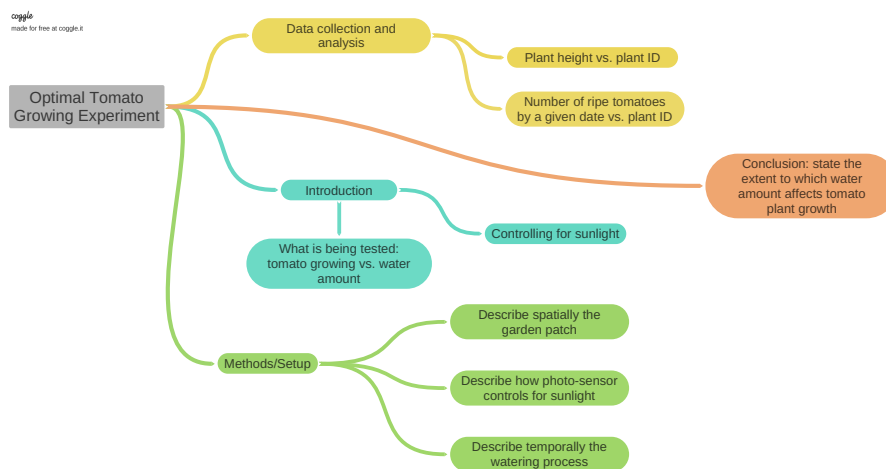 coggle
made for free at coggle.it
Optimal Tomato
Growing Experiment
Data collection and
analysis
Plant height vs. plant ID
Number of ripe tomatoes
by a given date vs. plant ID
Conclusion: state the
extent to which water
amount affects tomato
plant growth
Introduction
Controlling for sunlight
What is being tested:
tomato growing vs. water
amount
Methods/Setup
Describe spatially the
garden patch
Describe how photo-sensor
controls for sunlight
Describe temporally the
watering process